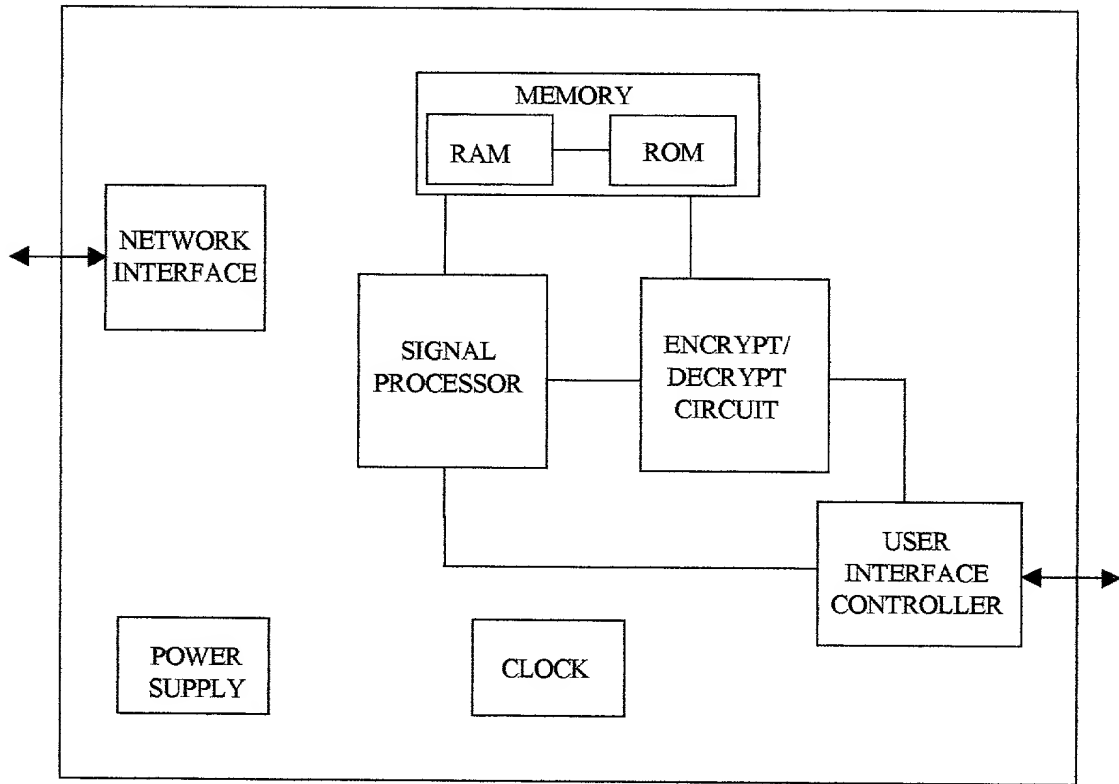 MEMORY
RAM
ROM
NETWORK
INTERFACE
SIGNAL
PROCESSOR
ENCRYPT/
DECRYPT
CIRCUIT
USER
INTERFACE
CONTROLLER
POWER
SUPPLY
CLOCK